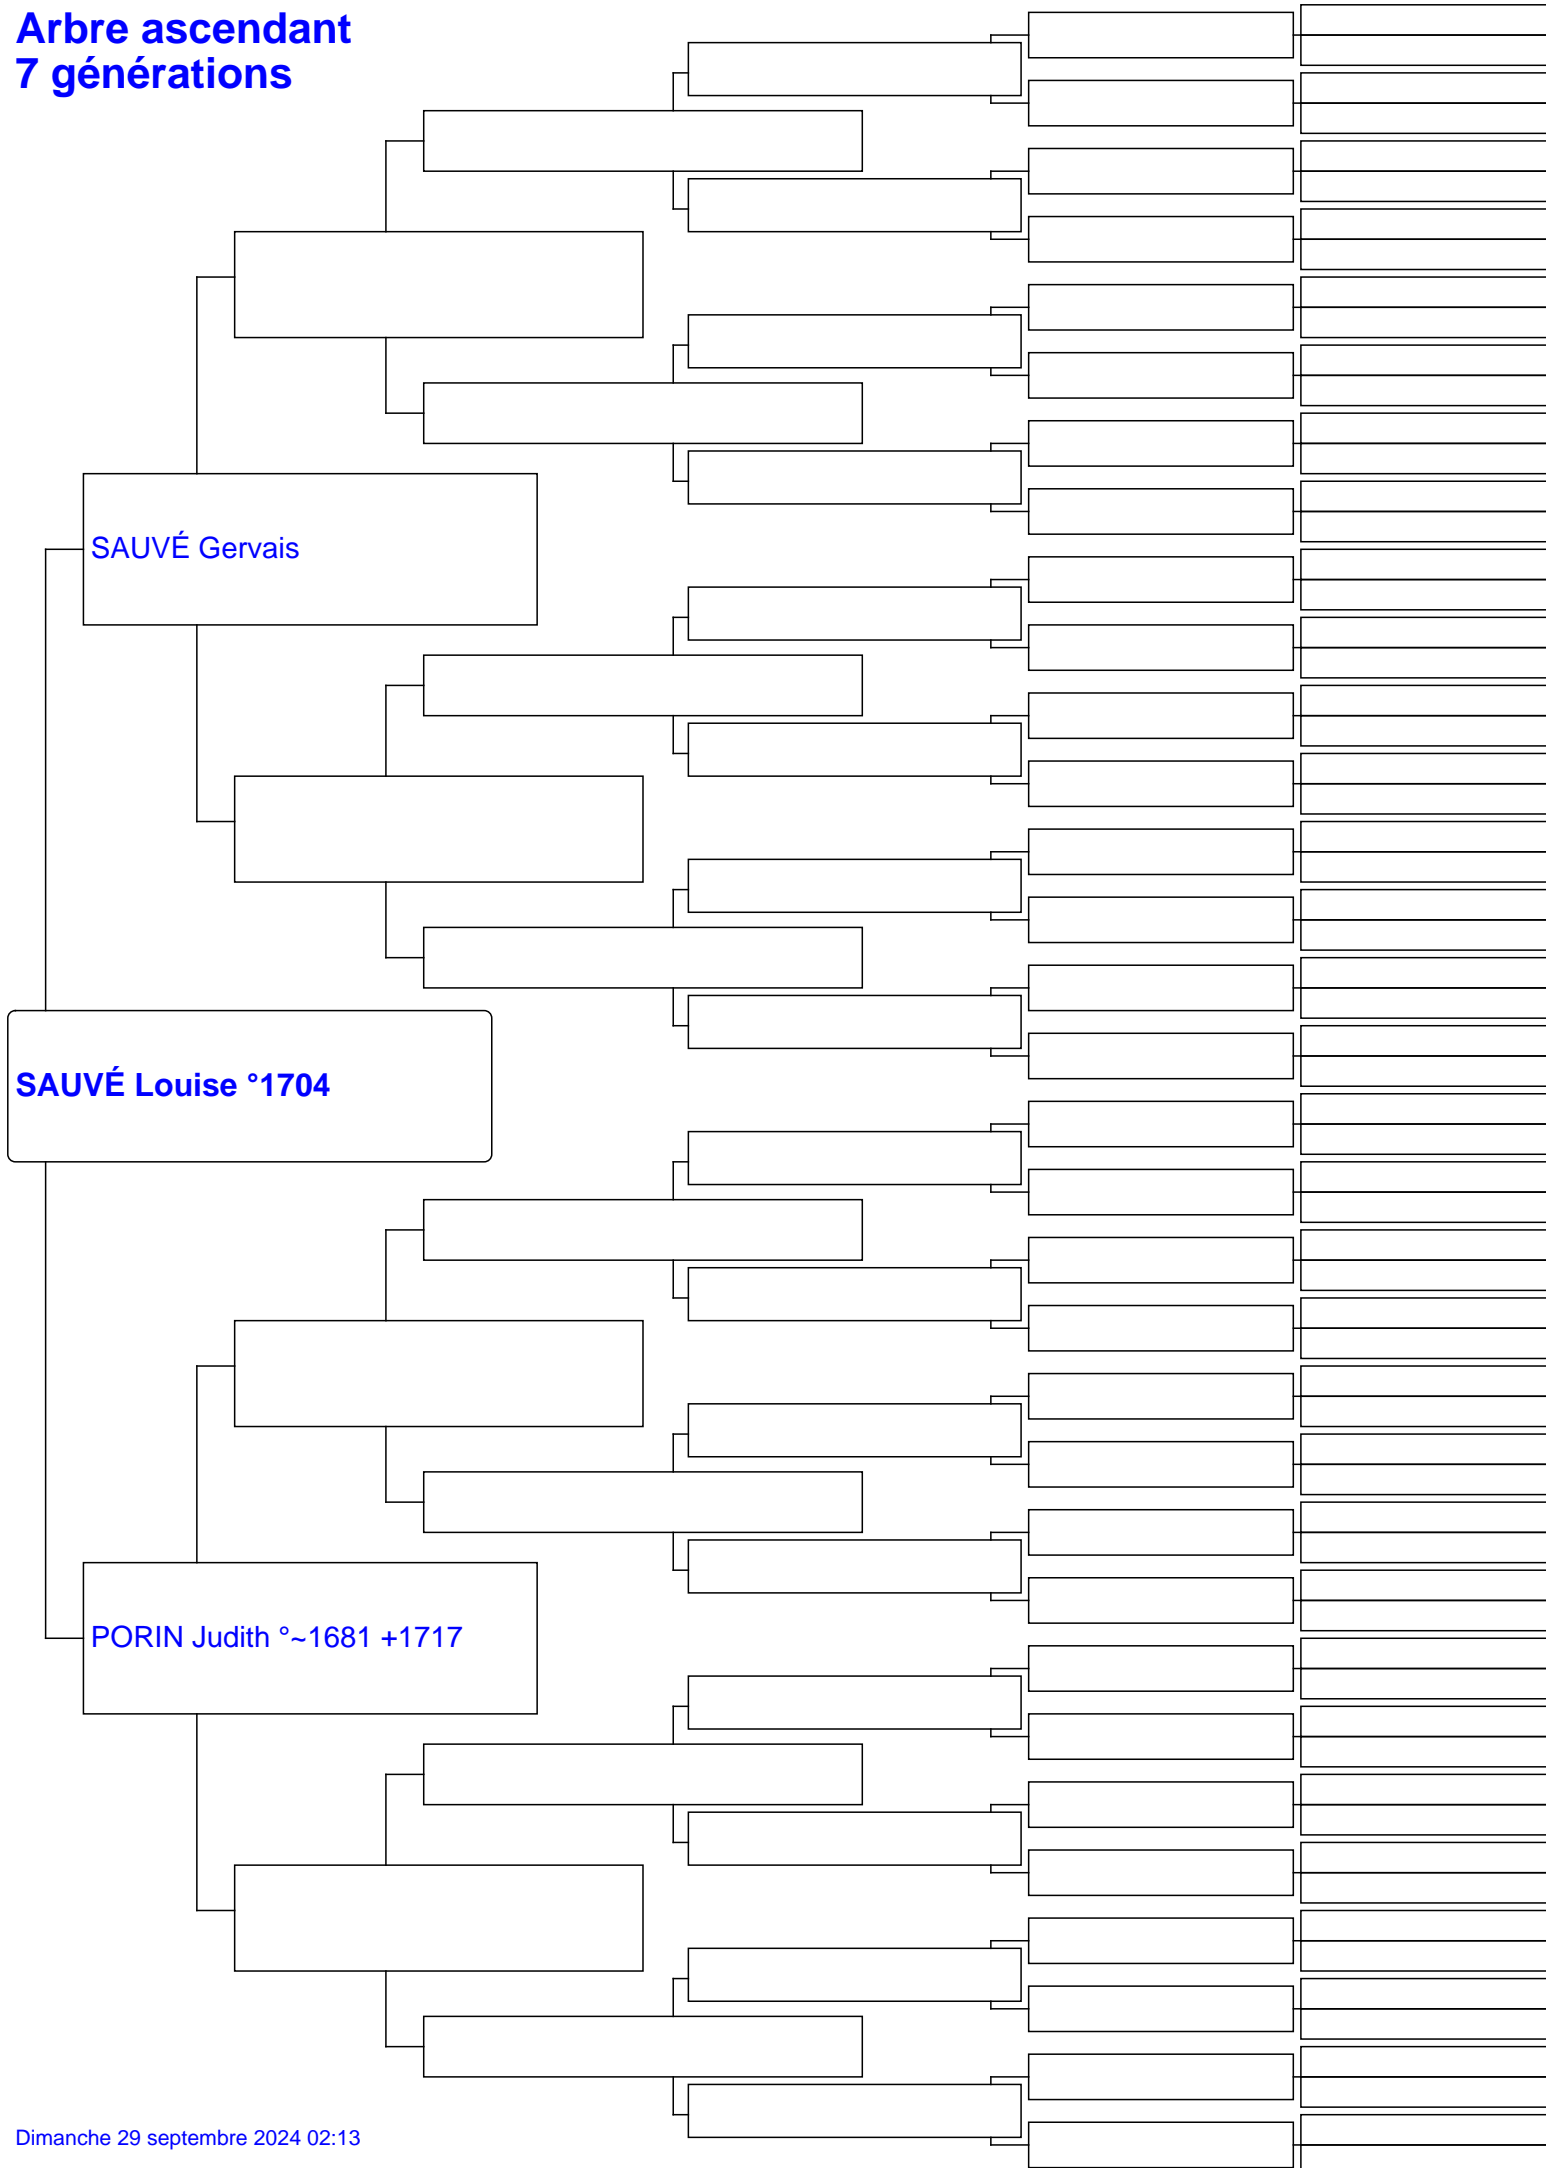 Arbre ascendant
7 générations
SAUVÉ Gervais
SAUVÉ Louise °1704
PORIN Judith °~1681 +1717
Dimanche 29 septembre 2024 02:13